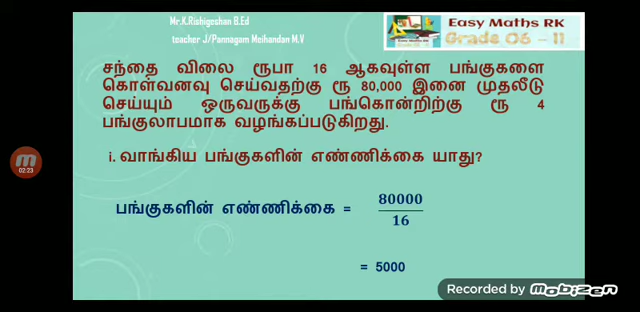 Mr.K.Rishigeshan B.Ed
teacher J/Pannagam Meihandan M.V
Easy Maths RK
Grade 06 - 11
சந்தை விலை ரூபா 16 ஆகவுள்ள பங்குகளை
கொள்வனவு செய்வதற்கு ரூ 80,000 இனை முதலீடு
செய்யும் ஒருவருக்கு பங்கொன்றிற்கு ரூ 4
பங்குலாபமாக வழங்கப்படுகிறது.
i. வாங்கிய பங்குகளின் எண்ணிக்கை யாது?
பங்குகளின் எண்ணிக்கை = 80000
16
= 5000
02:23
Recorded by Mobizen